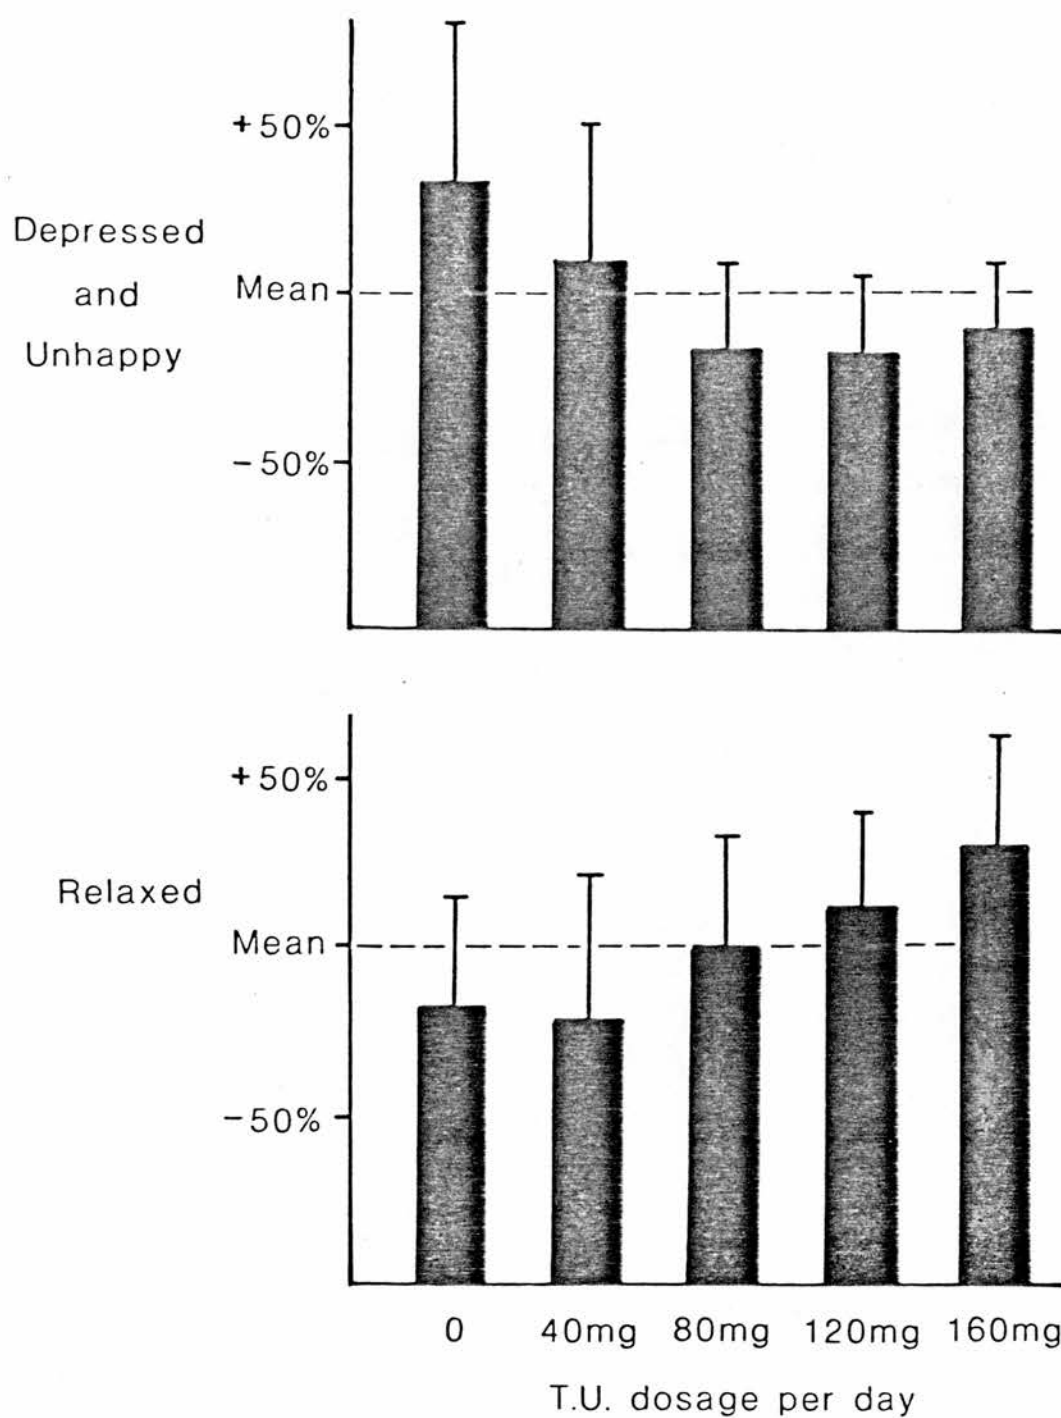 +50%
Depressed
and
Unhappy
Mean
-50%
+50%
Relaxed
Mean
-50%
0 40mg 80mg 120mg 160mg
T.U. dosage per day